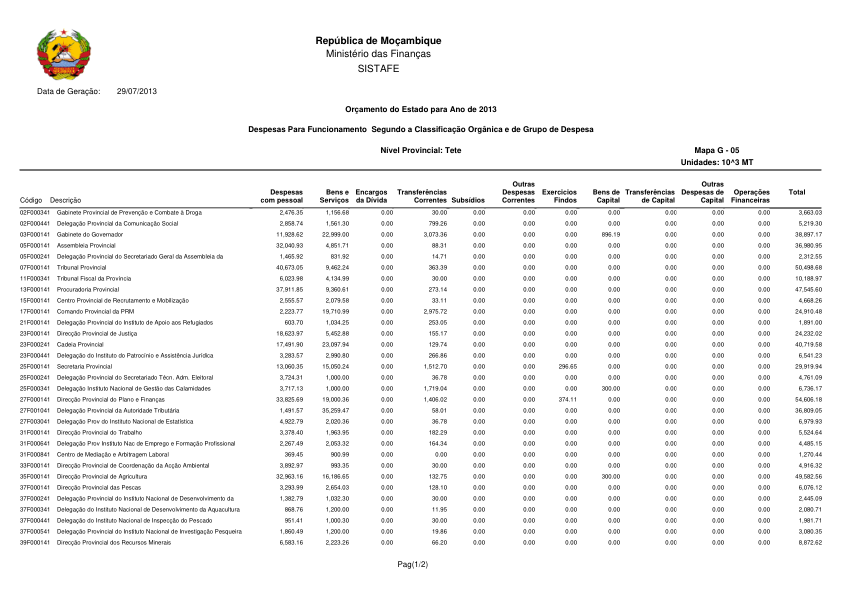 República de Moçambique
Ministério das Finanças
SISTAFE
Data de Geração: 29/07/2013
Orçamento do Estado para Ano de 2013
Despesas Para Funcionamento Segundo a Classificação Orgânica e de Grupo de Despesa
Nível Provincial: Tete Mapa G - 05
Unidades: 10^3 MT
Código Descrição Despesas com pessoal Bens e Serviços Encargos da Dívida Transferências Correntes Subsídios Outras Despesas Correntes Exercicios Findos Bens de Capital Transferências de Capital Outras Despesas de Capital Operações Financeiras Total
02F000341 Gabinete Provincial de Prevenção e Combate à Droga 2,476.35 1,156.68 0.00 30.00 0.00 0.00 0.00 0.00 0.00 0.00 0.00 3,663.03
02F000441 Delegação Provincial da Comunicação Social 2,858.74 1,561.30 0.00 799.26 0.00 0.00 0.00 0.00 0.00 0.00 0.00 5,219.30
03F000141 Gabinete do Governador 11,928.62 22,999.00 0.00 3,073.36 0.00 0.00 0.00 896.19 0.00 0.00 0.00 38,897.17
05F000141 Assembleia Provincial 32,040.93 4,851.71 0.00 88.31 0.00 0.00 0.00 0.00 0.00 0.00 0.00 36,980.95
05F000241 Delegação Provincial do Secretariado Geral da Assembleia da 1,465.92 831.92 0.00 14.71 0.00 0.00 0.00 0.00 0.00 0.00 0.00 2,312.55
07F000141 Tribunal Provincial 40,673.05 9,462.24 0.00 363.39 0.00 0.00 0.00 0.00 0.00 0.00 0.00 50,498.68
11F000341 Tribunal Fiscal da Província 6,023.98 4,134.99 0.00 30.00 0.00 0.00 0.00 0.00 0.00 0.00 0.00 10,188.97
13F000141 Procuradoria Provincial 37,911.85 9,360.61 0.00 273.14 0.00 0.00 0.00 0.00 0.00 0.00 0.00 47,545.60
15F000141 Centro Provincial de Recrutamento e Mobilização 2,555.57 2,079.58 0.00 33.11 0.00 0.00 0.00 0.00 0.00 0.00 0.00 4,668.26
17F000141 Comando Provincial da PRM 2,223.77 19,710.99 0.00 2,975.72 0.00 0.00 0.00 0.00 0.00 0.00 0.00 24,910.48
21F000141 Delegação Provincial do Instituto de Apoio aos Refugiados 603.70 1,034.25 0.00 253.05 0.00 0.00 0.00 0.00 0.00 0.00 0.00 1,891.00
23F000141 Direcção Provincial de Justiça 18,623.97 5,452.88 0.00 155.17 0.00 0.00 0.00 0.00 0.00 0.00 0.00 24,232.02
23F000241 Cadeia Provincial 17,491.90 23,097.94 0.00 129.74 0.00 0.00 0.00 0.00 0.00 0.00 0.00 40,719.58
23F000441 Delegação do Instituto do Patrocínio e Assistência Jurídica 3,283.57 2,990.80 0.00 266.86 0.00 0.00 0.00 0.00 0.00 0.00 0.00 6,541.23
25F000141 Secretaria Provincial 13,060.35 15,050.24 0.00 1,512.70 0.00 0.00 296.65 0.00 0.00 0.00 0.00 29,919.94
25F000241 Delegação Provincial do Secretariado Técn. Adm. Eleitoral 3,724.31 1,000.00 0.00 36.78 0.00 0.00 0.00 0.00 0.00 0.00 0.00 4,761.09
25F000341 Delegação Instituto Nacional de Gestão das Calamidades 3,717.13 1,000.00 0.00 1,719.04 0.00 0.00 0.00 300.00 0.00 0.00 0.00 6,736.17
27F000141 Direcção Provincial do Plano e Finanças 33,825.69 19,000.36 0.00 1,406.02 0.00 0.00 374.11 0.00 0.00 0.00 0.00 54,606.18
27F001041 Delegação Provincial da Autoridade Tributária 1,491.57 35,259.47 0.00 58.01 0.00 0.00 0.00 0.00 0.00 0.00 0.00 36,809.05
27F003041 Delegação Prov do Instituto Nacional de Estatística 4,922.79 2,020.36 0.00 36.78 0.00 0.00 0.00 0.00 0.00 0.00 0.00 6,979.93
31F000141 Direcção Provincial do Trabalho 3,378.40 1,963.95 0.00 182.29 0.00 0.00 0.00 0.00 0.00 0.00 0.00 5,524.64
31F000641 Delegação Prov Instituto Nac de Emprego e Formação Profissional 2,267.49 2,053.32 0.00 164.34 0.00 0.00 0.00 0.00 0.00 0.00 0.00 4,485.15
31F000841 Centro de Mediação e Arbitragem Laboral 369.45 900.99 0.00 0.00 0.00 0.00 0.00 0.00 0.00 0.00 0.00 1,270.44
33F000141 Direcção Provincial de Coordenação da Acção Ambiental 3,892.97 993.35 0.00 30.00 0.00 0.00 0.00 0.00 0.00 0.00 0.00 4,916.32
35F000141 Direcção Provincial de Agricultura 32,963.16 16,186.65 0.00 132.75 0.00 0.00 0.00 300.00 0.00 0.00 0.00 49,582.56
37F000141 Direcção Provincial das Pescas 3,293.99 2,654.03 0.00 128.10 0.00 0.00 0.00 0.00 0.00 0.00 0.00 6,076.12
37F000241 Delegação Provincial do Instituto Nacional de Desenvolvimento da 1,382.79 1,032.30 0.00 30.00 0.00 0.00 0.00 0.00 0.00 0.00 0.00 2,445.09
37F000341 Delegação do Instituto Nacional de Desenvolvimento da Aquacultura 868.76 1,200.00 0.00 11.95 0.00 0.00 0.00 0.00 0.00 0.00 0.00 2,080.71
37F000441 Delegação do Instituto Nacional de Inspecção do Pescado 951.41 1,000.30 0.00 30.00 0.00 0.00 0.00 0.00 0.00 0.00 0.00 1,981.71
37F000541 Delegação Provincial do Instituto Nacional de Investigação Pesqueira 1,860.49 1,200.00 0.00 19.86 0.00 0.00 0.00 0.00 0.00 0.00 0.00 3,080.35
39F000141 Direcção Provincial dos Recursos Minerais 6,583.16 2,223.26 0.00 66.20 0.00 0.00 0.00 0.00 0.00 0.00 0.00 8,872.62
Pag(1/2)